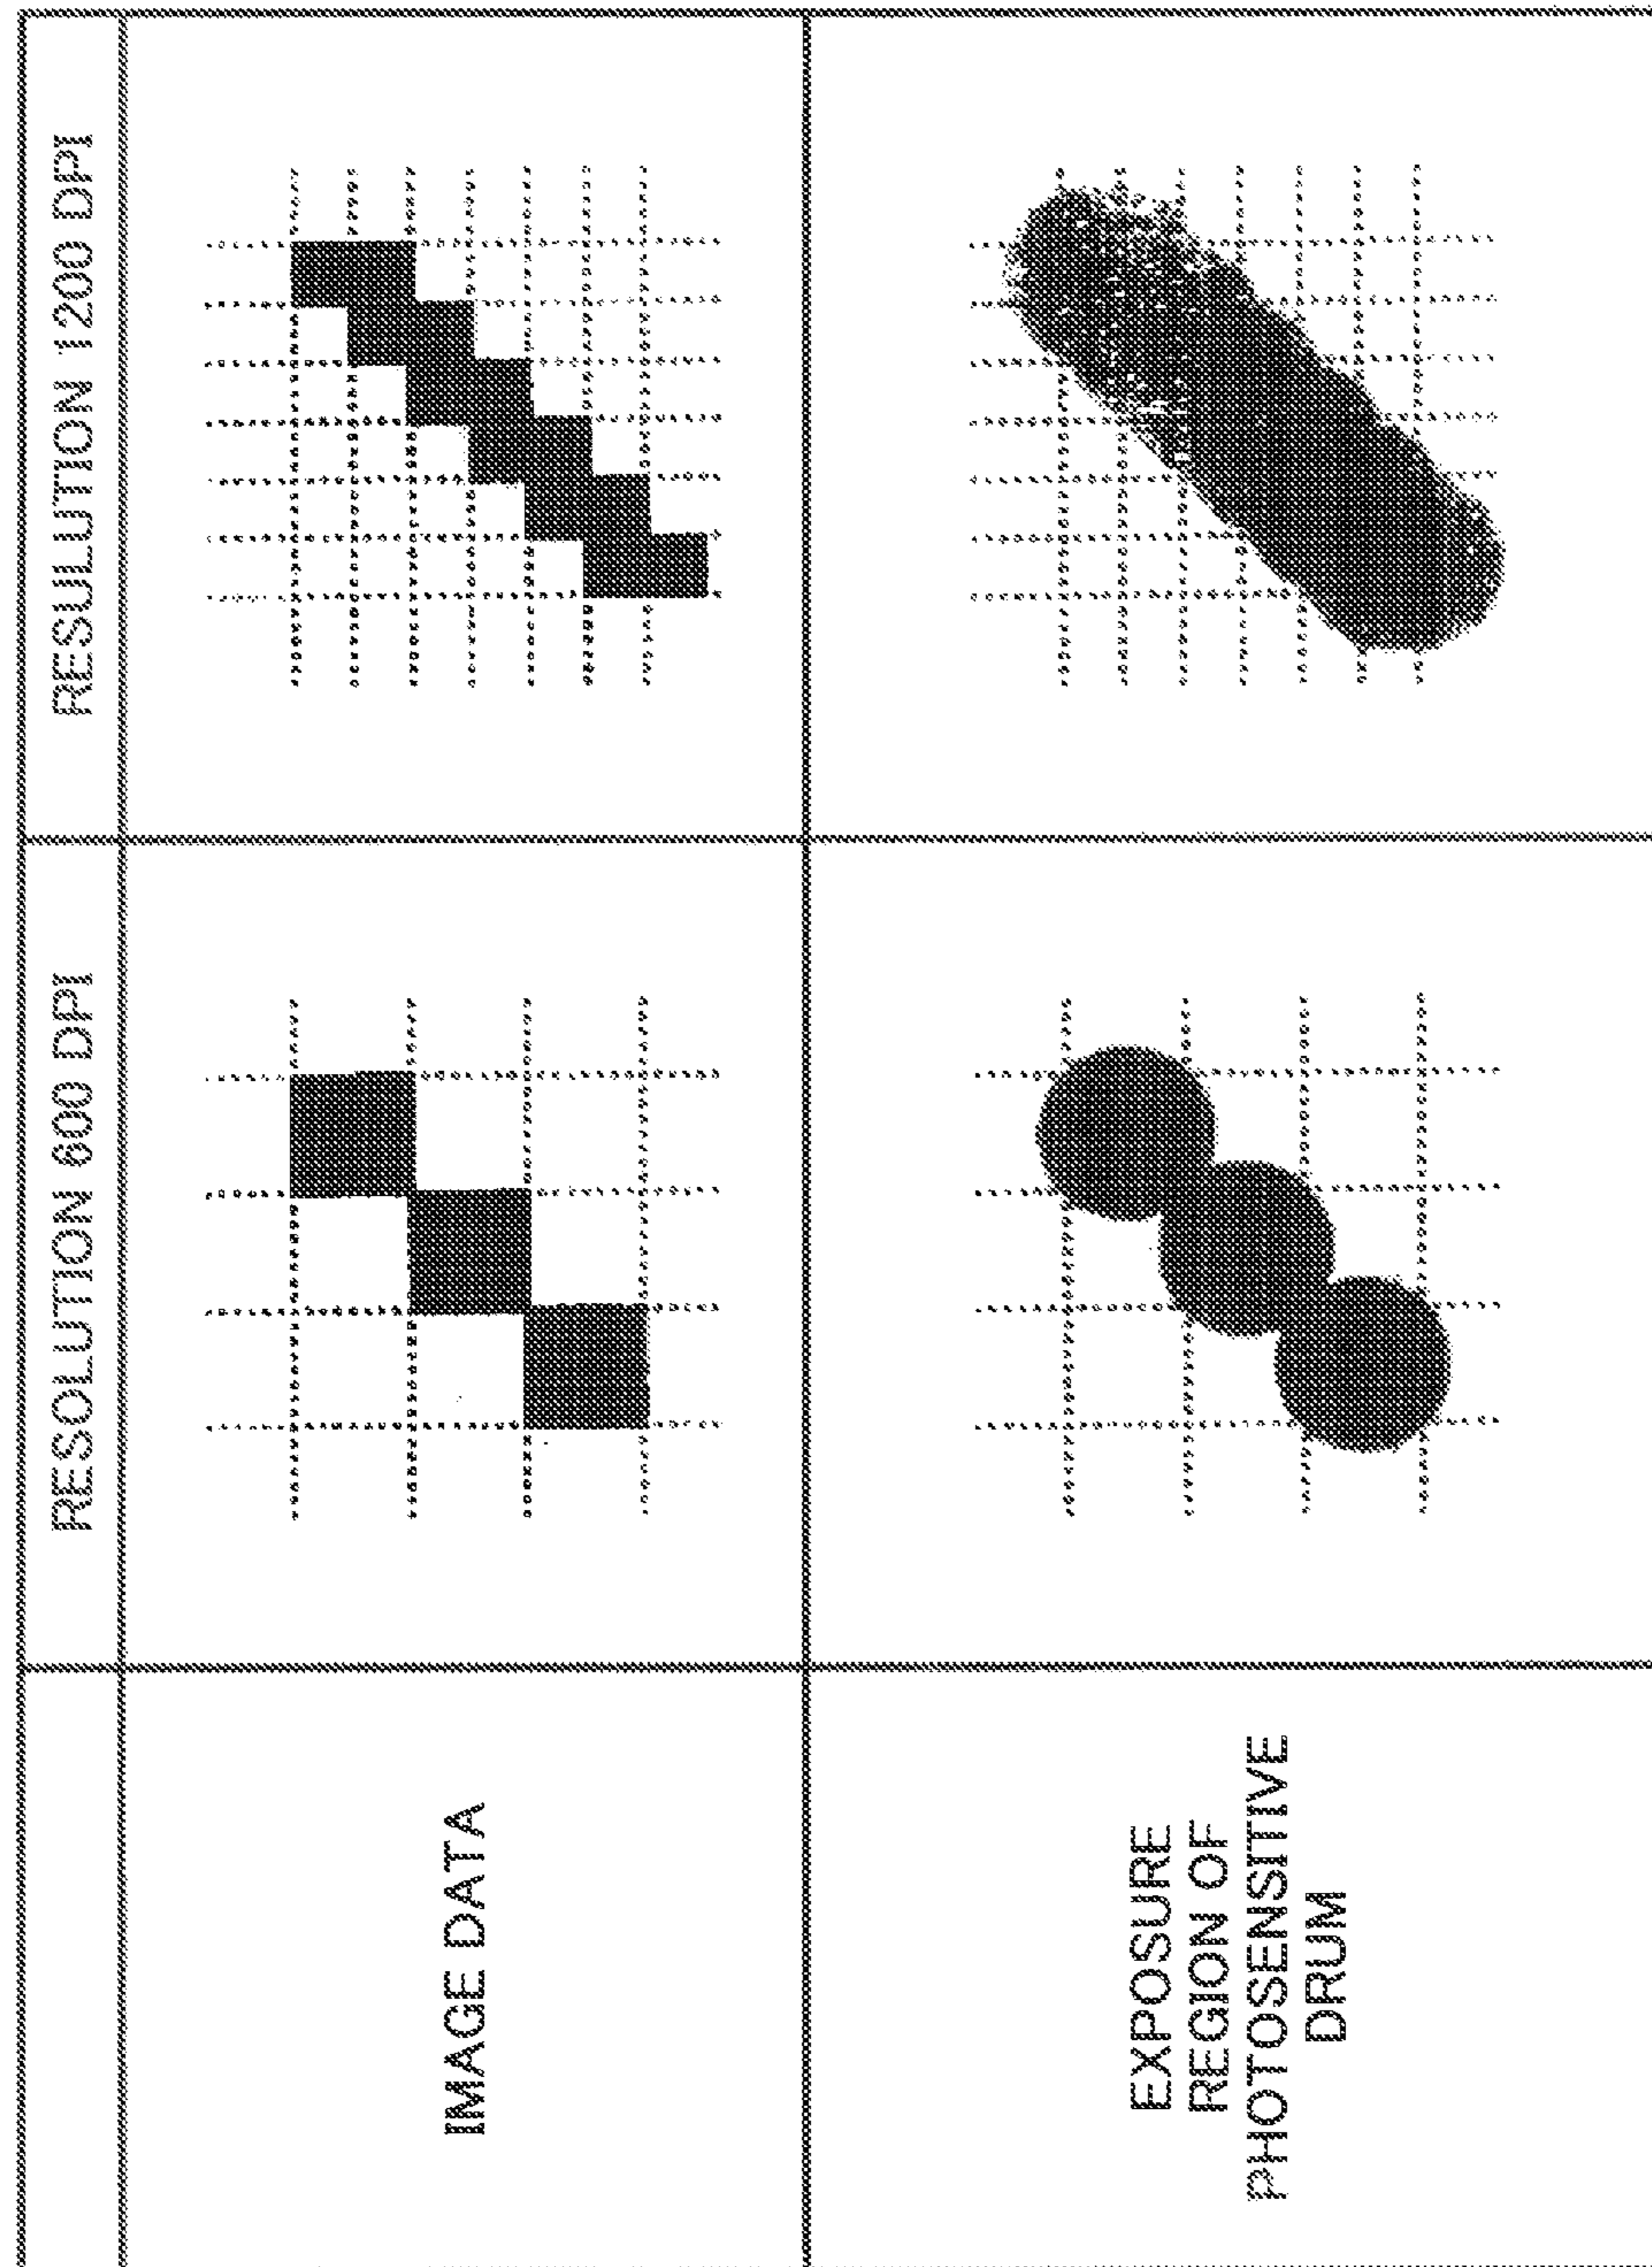 RESOLUTION 600 DPI
RESULUTION 1200 DPI
IMAGE DATA
EXPOSURE
REGION OF
PHOTOSENSITIVE
DRUM